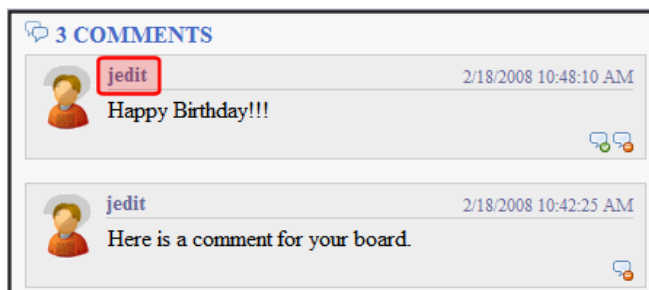 3 COMMENTS
jedit 2/18/2008 10:48:10 AM
Happy Birthday!!!
jedit 2/18/2008 10:42:25 AM
Here is a comment for your board.